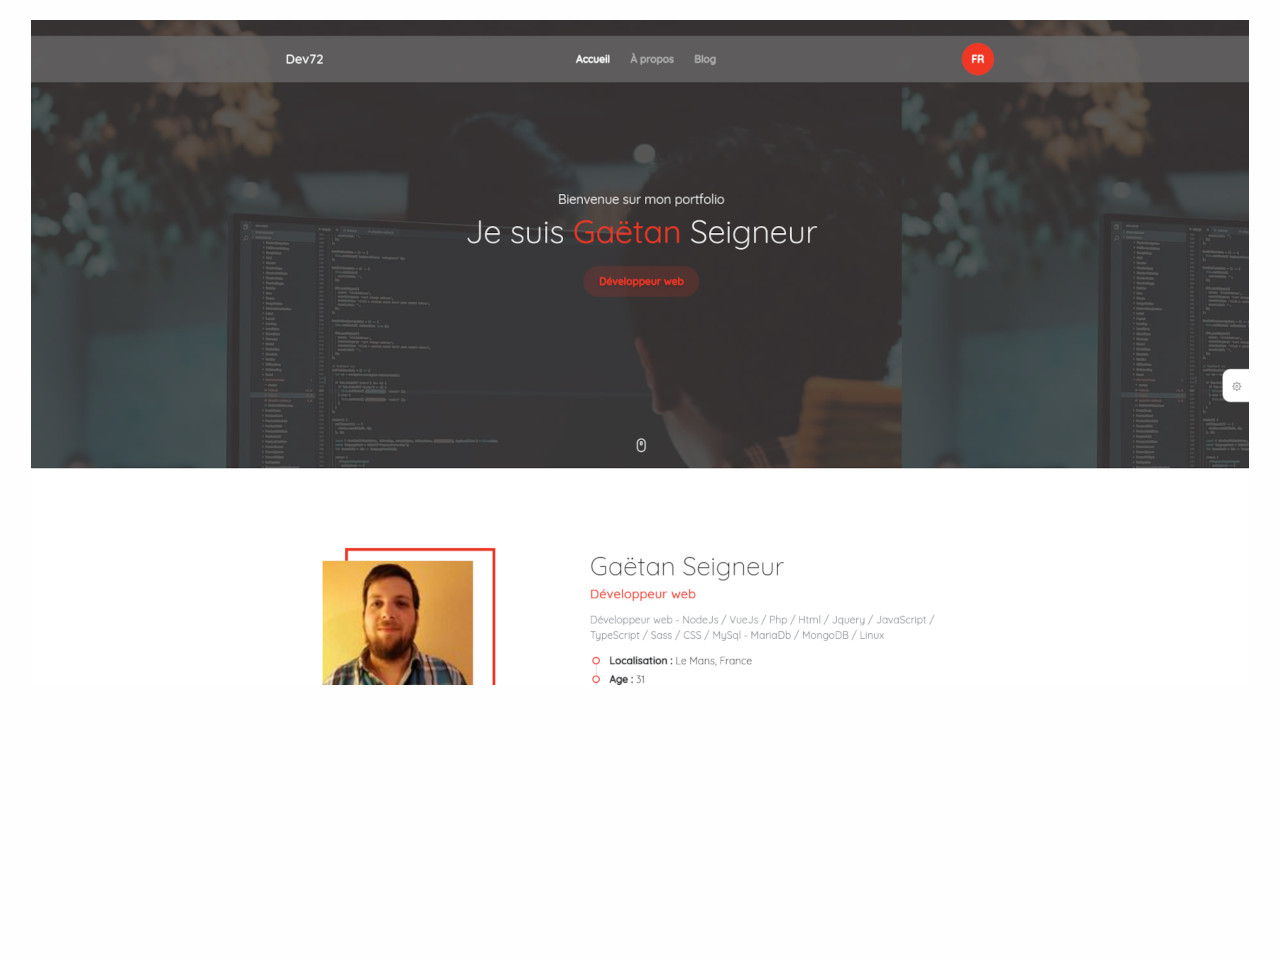 Dev72
Accueil À propos Blog
FR
Bienvenue sur mon portfolio
Je suis Gaëtan Seigneur
Développeur web
Gaëtan Seigneur
Développeur web
Développeur web - NodeJs / VueJs / Php / Html / Jquery / JavaScript /
TypeScript / Sass / CSS / MySql - MariaDb / MongoDB / Linux
Localisation : Le Mans, France
Age : 31